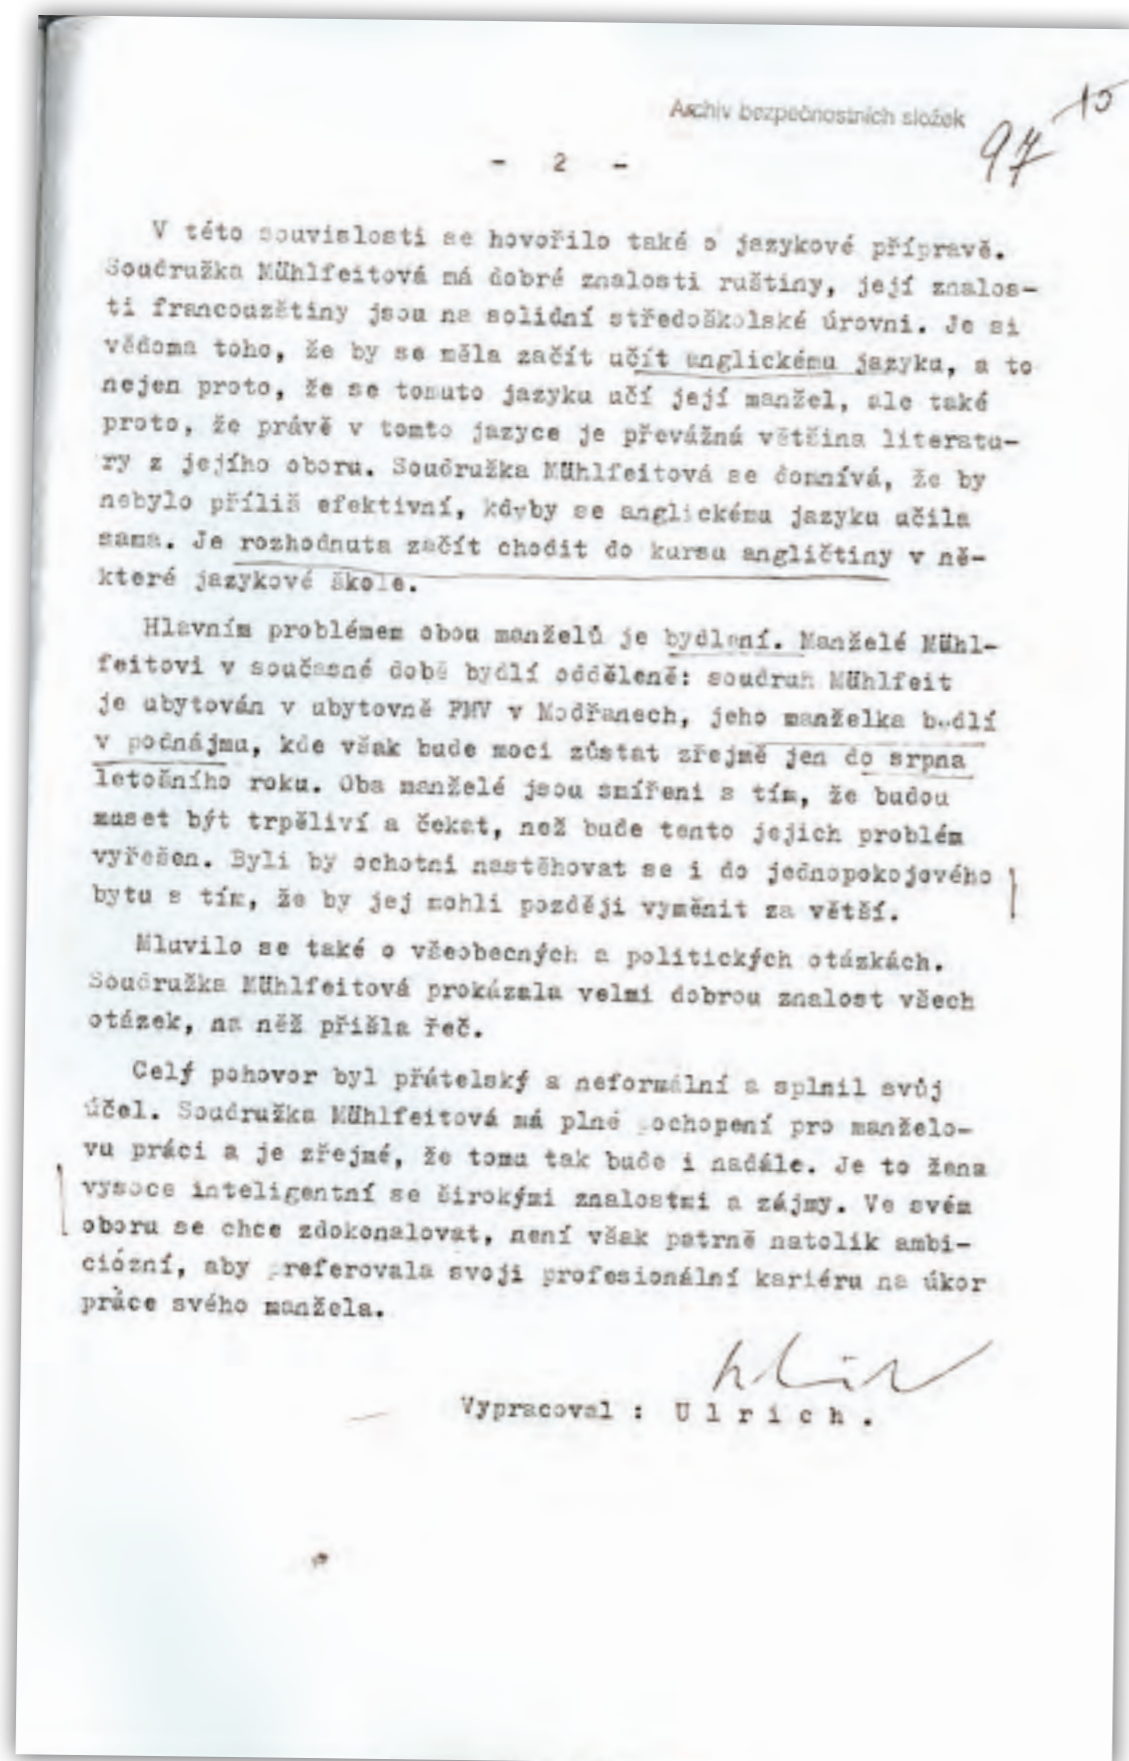 Archiv bezpečnostních složek
97 10
- 2 -
V této souvislosti se hovořilo také o jazykové přípravě.
Soudružka Mühlfeitová má dobré znalosti ruštiny, její znalos-
ti francouzštiny jsou na solidní středoškolské úrovni. Je si
vědoma toho, že by se měla začít učit anglickému jazyku, a to
nejen proto, že se tomuto jazyku učí její manžel, ale také
proto, že právě v tomto jazyce je převážná většina literatu-
ry z jejího oboru. Soudružka Mühlfeitová se domnívá, že by
nebylo příliš efektivní, kdyby se anglickému jazyku učila
sama. Je rozhodnuta začít chodit do kursu angličtiny v ně-
které jazykové škole.
Hlavním problémem obou manželů je bydlení. Manželé Mühl-
feitovi v současné době bydlí odděleně: soudruh Mühlfeit
je ubytován v ubytovně FMV v Modřanech, jeho manželka bydlí
v podnájmu, kde však bude moci zůstat zřejmě jen do srpna
letošního roku. Oba manželé jsou smířeni s tím, že budou
muset být trpěliví a čekat, než bude tento jejich problém
vyřešen. Byli by ochotni nastěhovat se i do jednopokojového
bytu s tím, že by jej mohli později vyměnit za větší.
Mluvilo se také o všeobecných a politických otázkách.
Soudružka Mühlfeitová prokázala velmi dobrou znalost všech
otázek, na něž přišla řeč.
Celý pohovor byl přátelský a neformální a splnil svůj
účel. Soudružka Mühlfeitová má plné pochopení pro manželo-
vu práci a je zřejmé, že tomu tak bude i nadále. Je to žena
vysoce inteligentní se širokými znalostmi a zájmy. Ve svém
oboru se chce zdokonalovat, není však patrně natolik ambi-
ciózní, aby preferovala svoji profesionální kariéru na úkor
práce svého manžela.
Vypracoval : Ulrich.